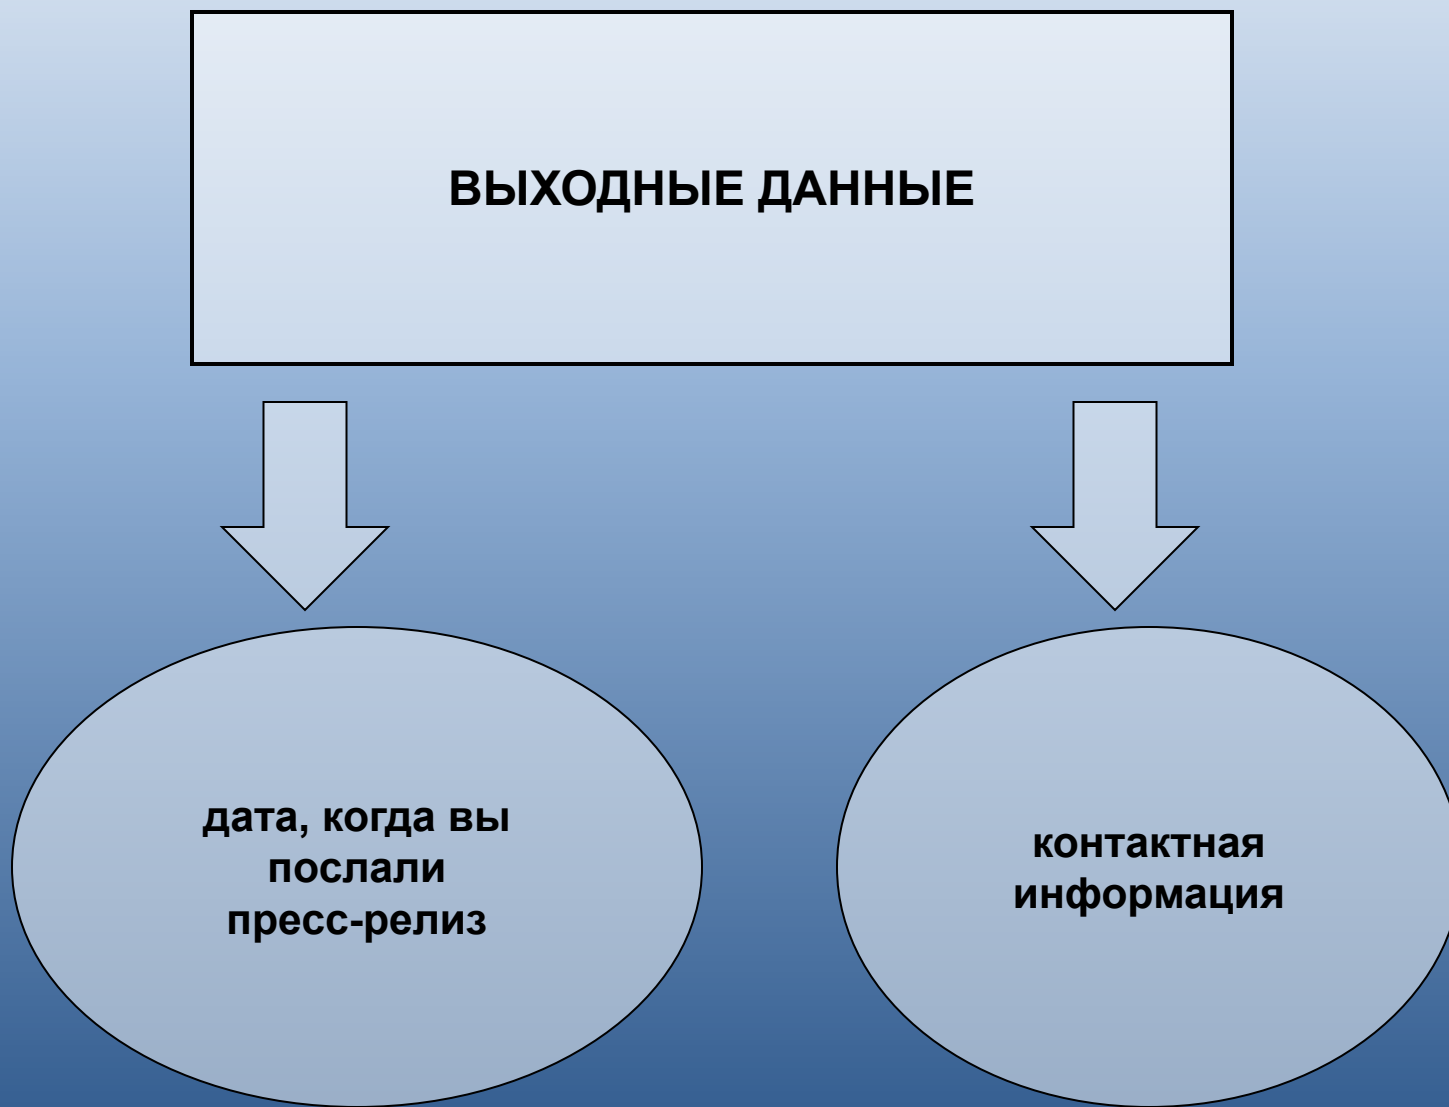 ВЫХОДНЫЕ ДАННЫЕ
дата, когда вы
послали
пресс-релиз
контактная
информация